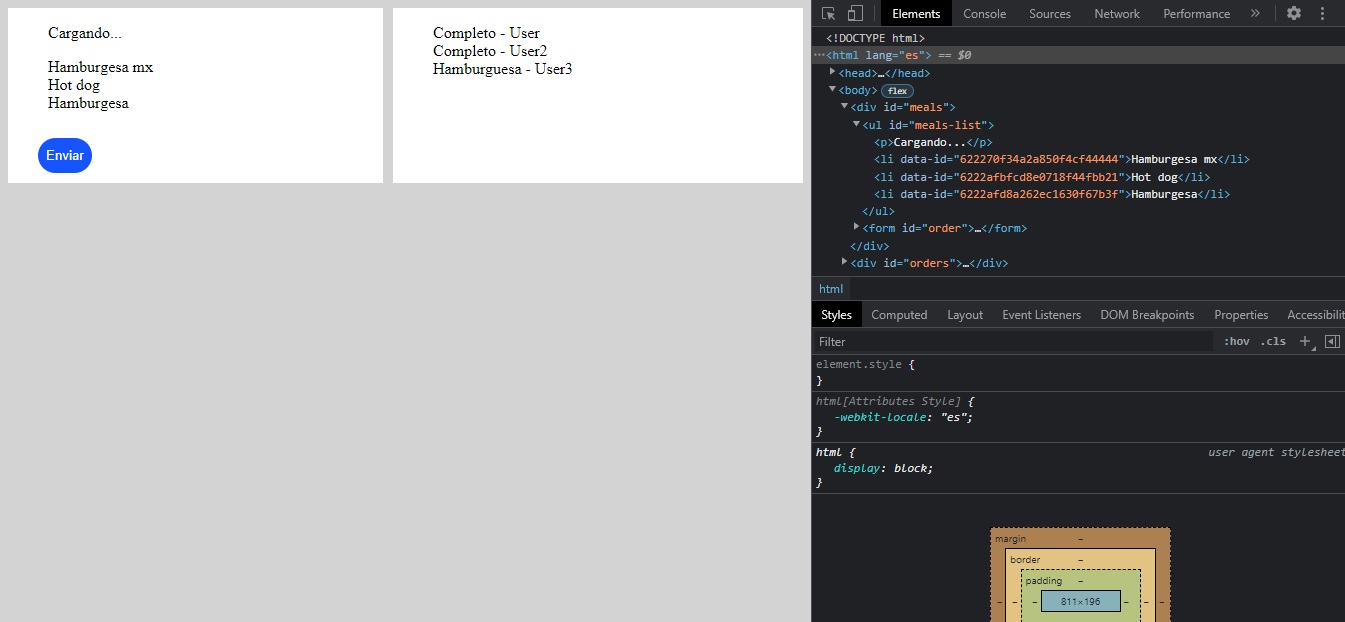 Cargando...
Hamburgesa mx
Hot dog
Hamburgesa
Enviar
Completo - User
Completo - User2
Hamburguesa - User3
Elements Console Sources Network Performance »
<!DOCTYPE html>
···<html lang="es"> == $0
<head>…</head>
<body> flex
<div id="meals">
<ul id="meals-list">
<p>Cargando...</p>
<li data-id="622270f34a2a850f4cf44444">Hamburgesa mx</li>
<li data-id="6222afbfcd8e0718f44fbb21">Hot dog</li>
<li data-id="6222afd8a262ec1630f67b3f">Hamburgesa</li>
</ul>
<form id="order">…</form>
</div>
<div id="orders">…</div>
html
Styles Computed Layout Event Listeners DOM Breakpoints Properties Accessibilit
Filter :hov .cls +
element.style {
}
html[Attributes Style] {
-webkit-locale: "es";
}
html { user agent stylesheet
display: block;
}
margin –
border –
padding –
– – – 811×196 – – –